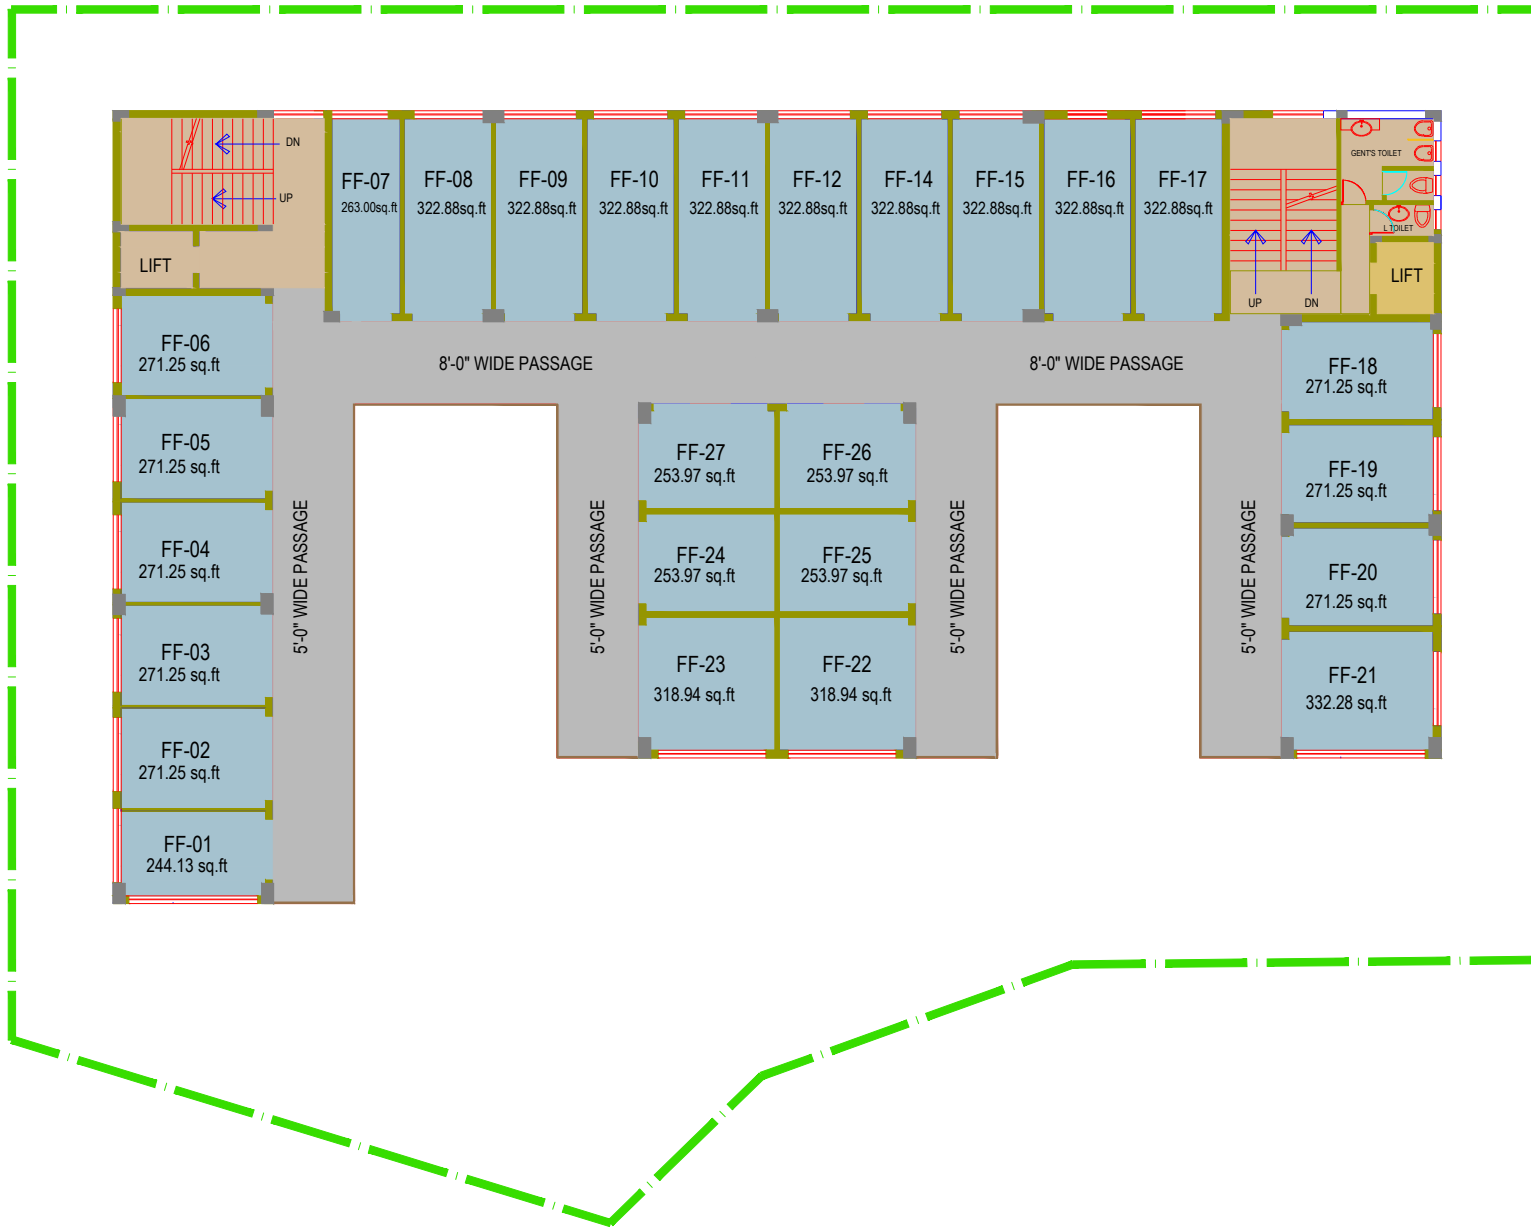 DN
UP
LIFT
FF-07
263.00sq.ft
FF-08
322.88sq.ft
FF-09
322.88sq.ft
FF-10
322.88sq.ft
FF-11
322.88sq.ft
FF-12
322.88sq.ft
FF-14
322.88sq.ft
FF-15
322.88sq.ft
FF-16
322.88sq.ft
FF-17
322.88sq.ft
GENT'S TOILET
L TOILET
LIFT
UP
DN
8'-0" WIDE PASSAGE
8'-0" WIDE PASSAGE
FF-06
271.25 sq.ft
FF-05
271.25 sq.ft
FF-04
271.25 sq.ft
FF-03
271.25 sq.ft
FF-02
271.25 sq.ft
FF-01
244.13 sq.ft
5'-0" WIDE PASSAGE
5'-0" WIDE PASSAGE
FF-27
253.97 sq.ft
FF-26
253.97 sq.ft
FF-24
253.97 sq.ft
FF-25
253.97 sq.ft
FF-23
318.94 sq.ft
FF-22
318.94 sq.ft
5'-0" WIDE PASSAGE
5'-0" WIDE PASSAGE
FF-18
271.25 sq.ft
FF-19
271.25 sq.ft
FF-20
271.25 sq.ft
FF-21
332.28 sq.ft